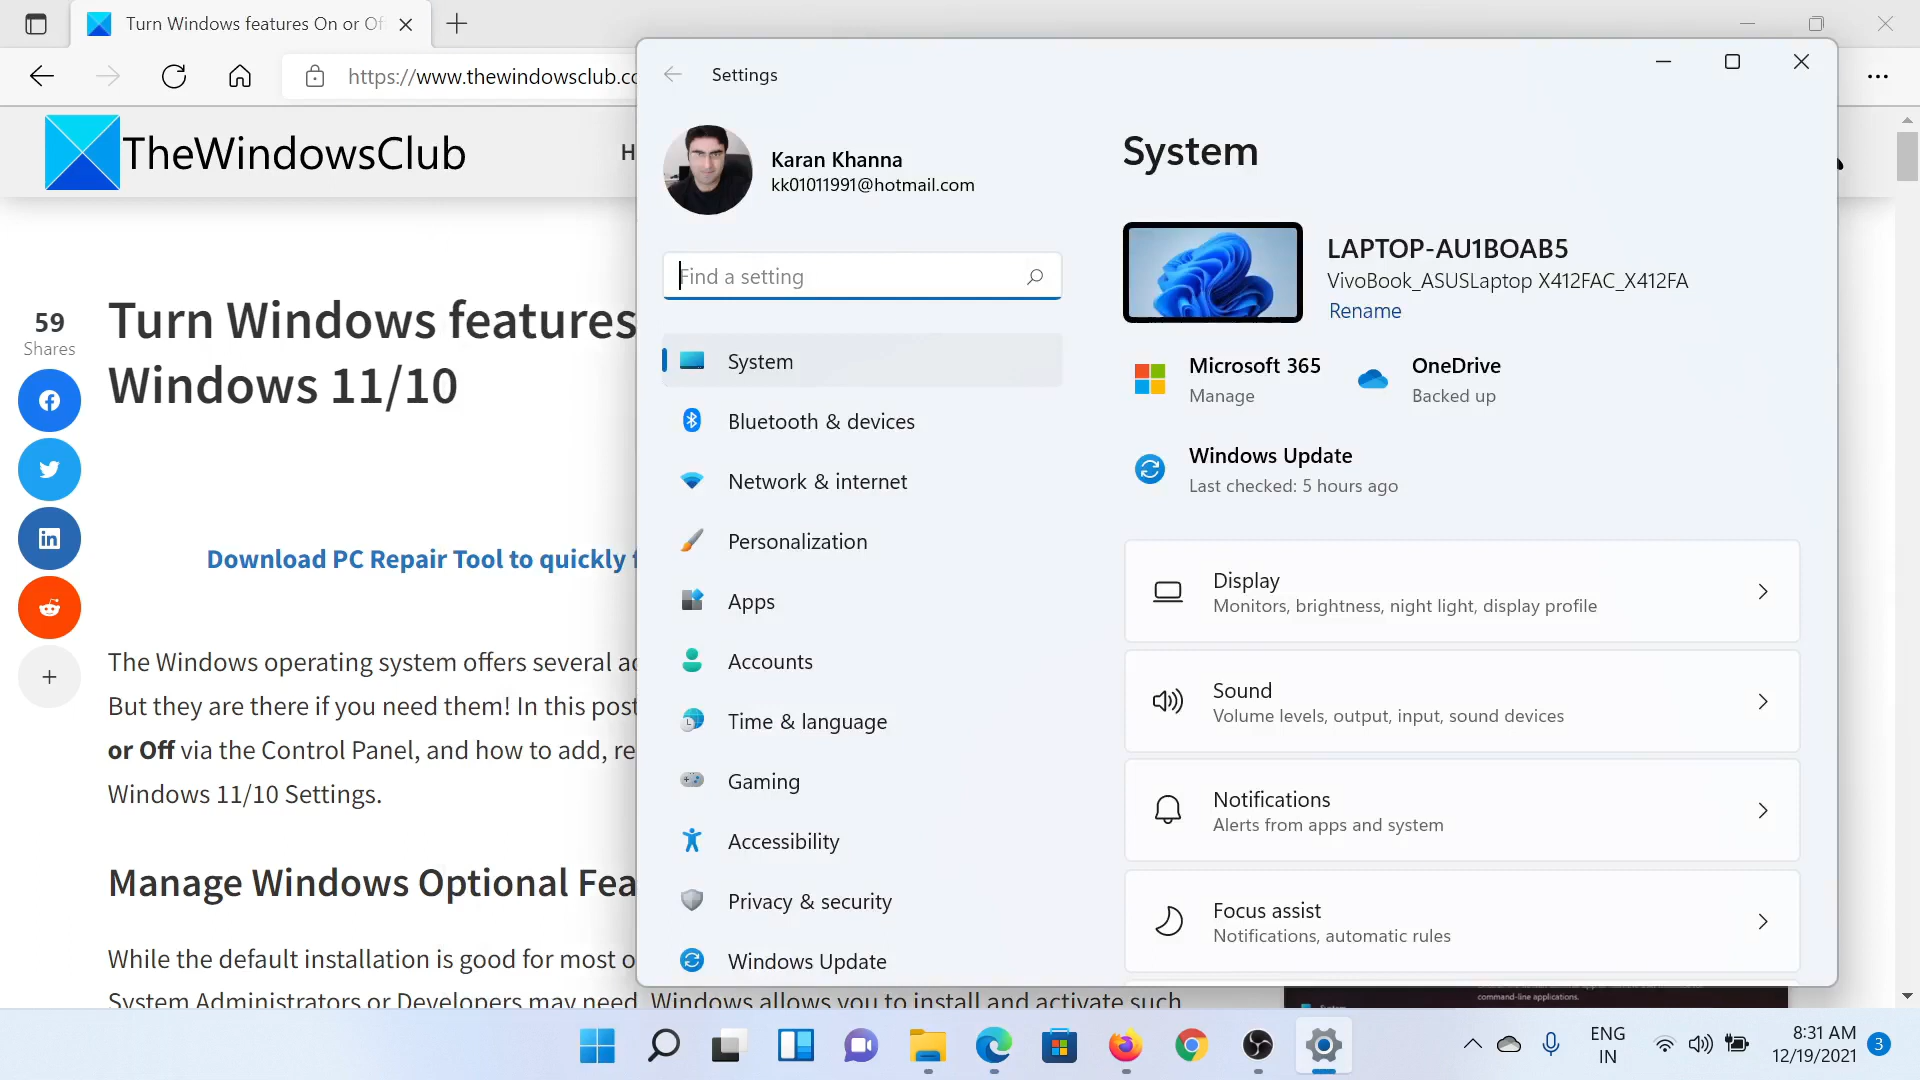 Turn Windows features On or Of
https://www.thewindowsclub.co
TheWindowsClub
H
59
Shares
Turn Windows features
Windows 11/10
Download PC Repair Tool to quickly f
The Windows operating system offers several ad
But they are there if you need them! In this post
or Off via the Control Panel, and how to add, re
Windows 11/10 Settings.
Manage Windows Optional Fea
While the default installation is good for most o
System Administrators or Developers may need. Windows allows you to install and activate such
Settings
Karan Khanna
kk01011991@hotmail.com
Find a setting
System
Bluetooth & devices
Network & internet
Personalization
Apps
Accounts
Time & language
Gaming
Accessibility
Privacy & security
Windows Update
System
LAPTOP-AU1BOAB5
VivoBook_ASUSLaptop X412FAC_X412FA
Rename
Microsoft 365
Manage
OneDrive
Backed up
Windows Update
Last checked: 5 hours ago
Display
Monitors, brightness, night light, display profile
Sound
Volume levels, output, input, sound devices
Notifications
Alerts from apps and system
Focus assist
Notifications, automatic rules
command-line applications.
ENG
IN
8:31 AM
12/19/2021
3